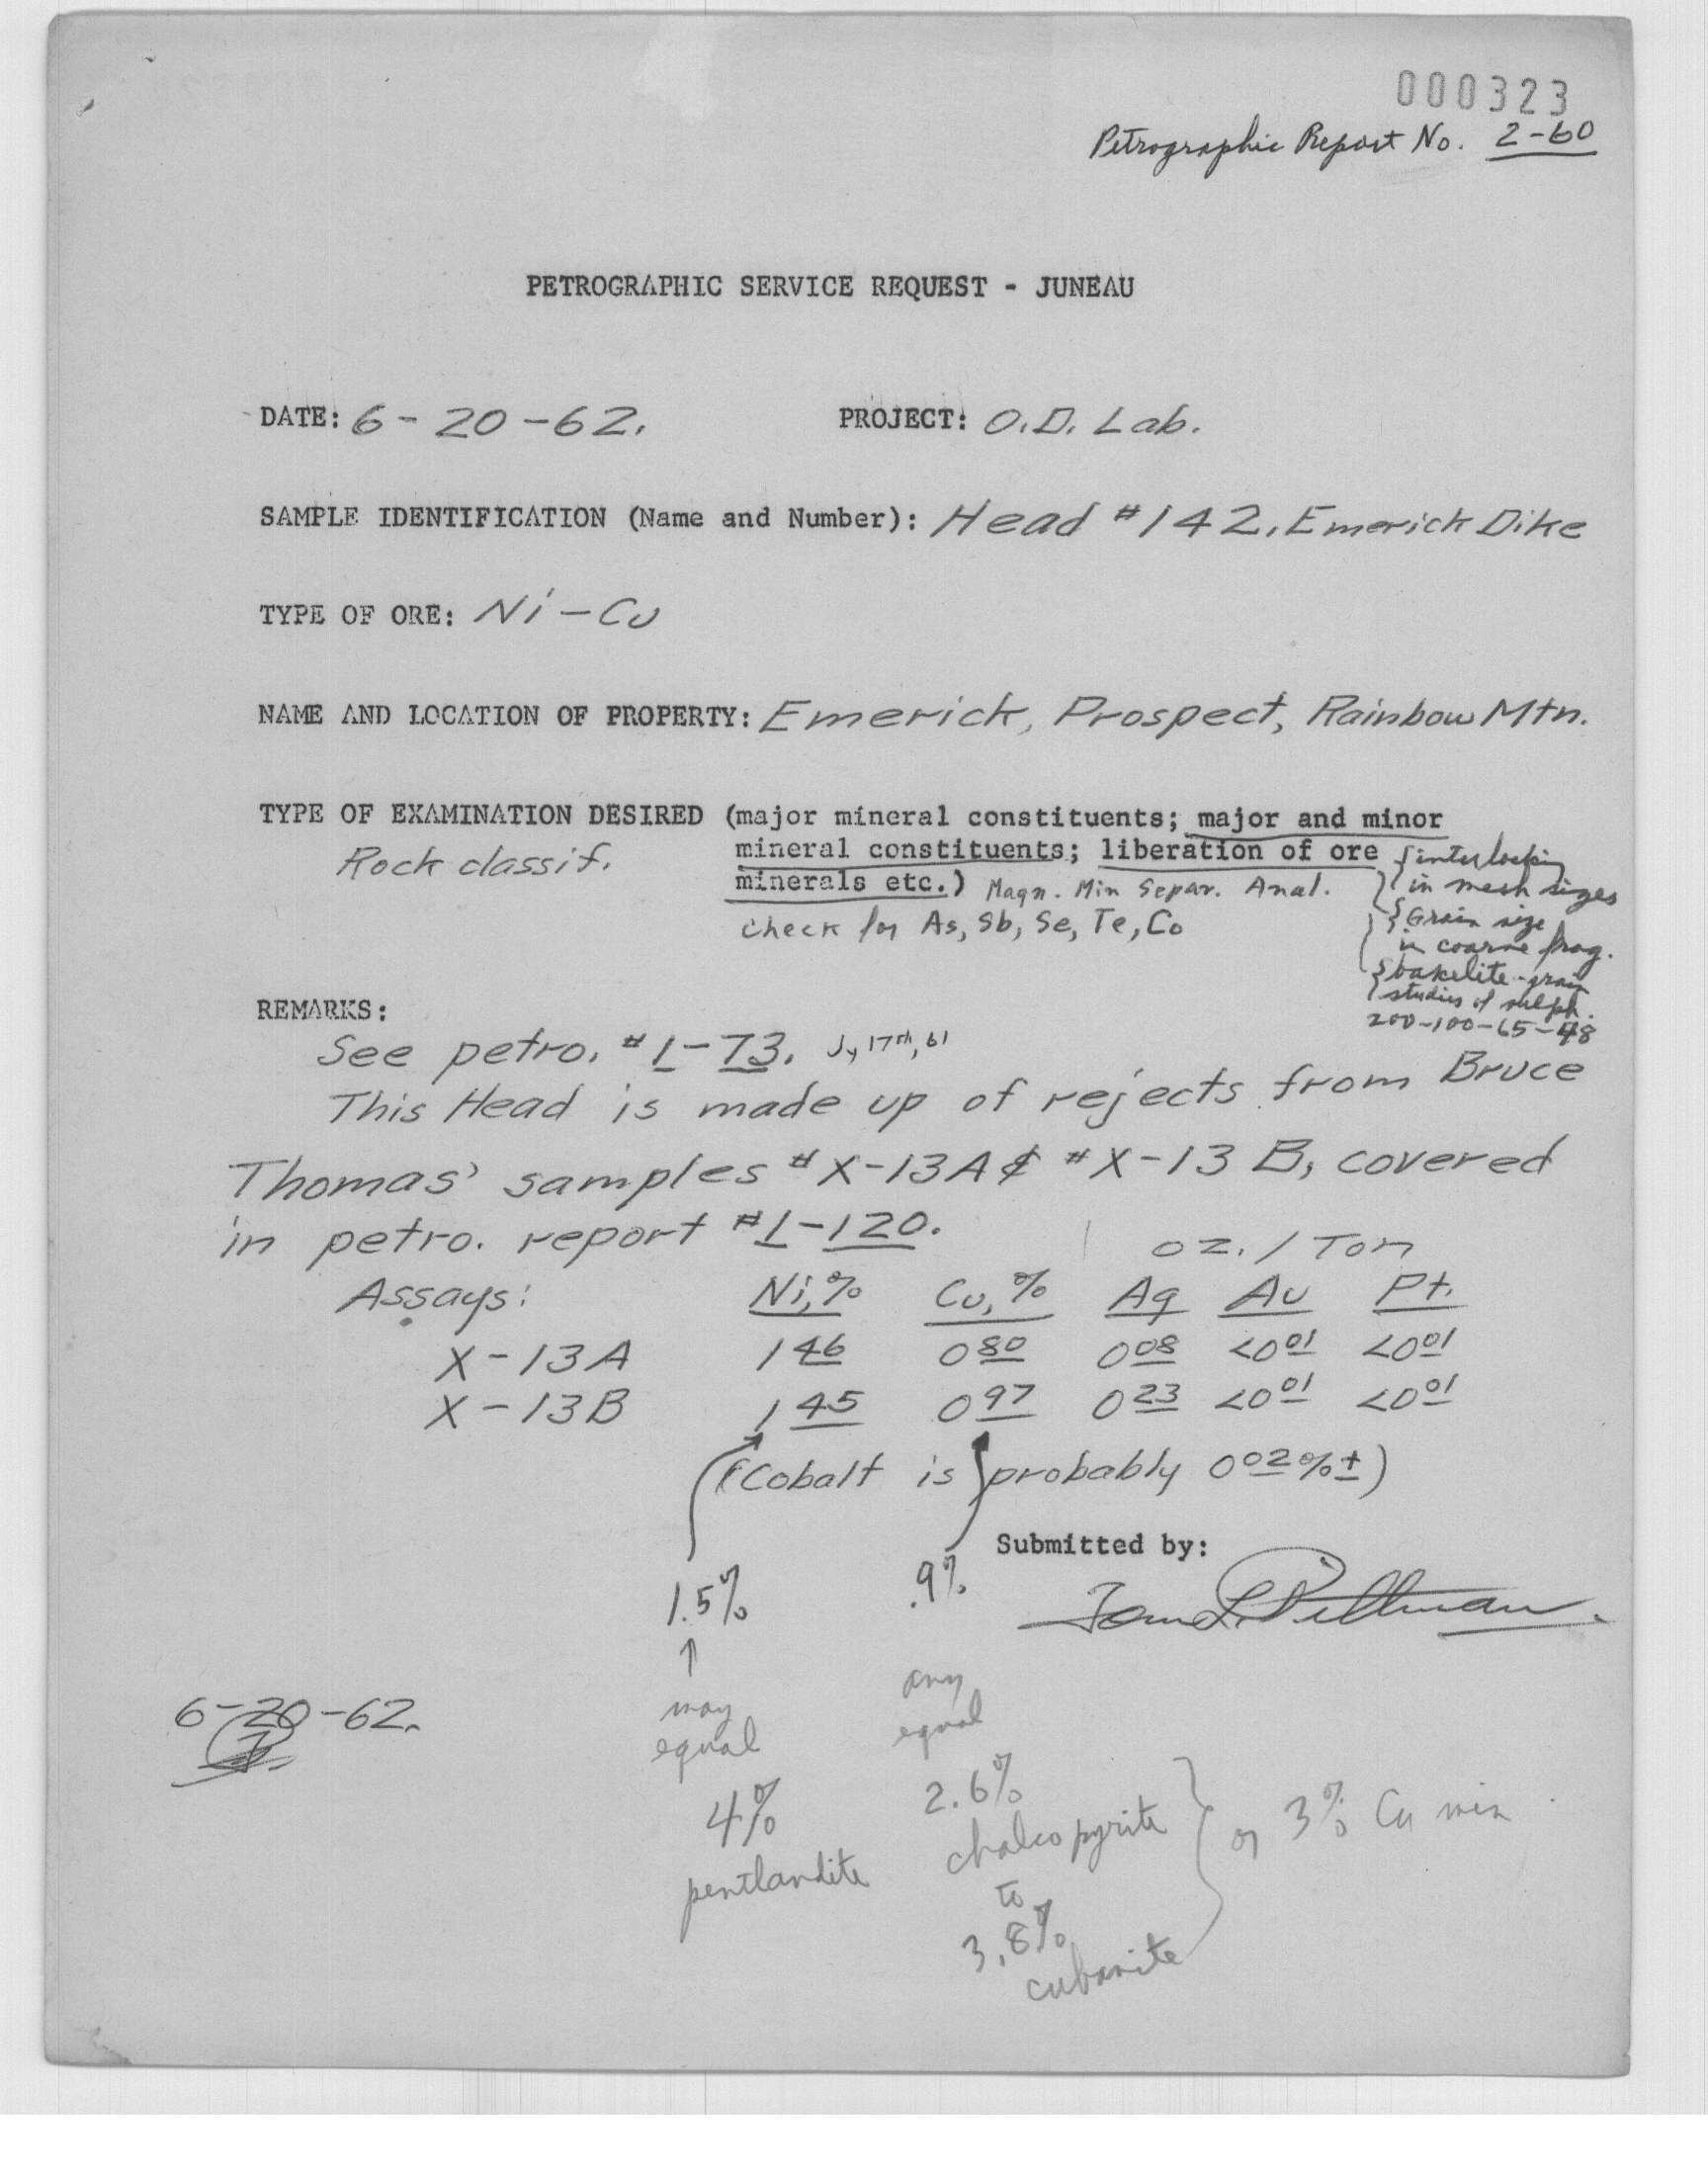 000323
Petrographic Report No. 2-60
PETROGRAPHIC SERVICE REQUEST - JUNEAU
DATE: 6-20-62. PROJECT: O.D. Lab.
SAMPLE IDENTIFICATION (Name and Number): Head #142, Emerick Dike
TYPE OF ORE: Ni-Cu
NAME AND LOCATION OF PROPERTY: Emerick, Prospect, Rainbow Mtn.
TYPE OF EXAMINATION DESIRED (major mineral constituents; major and minor
Rock classif. mineral constituents; liberation of ore { interlocking
minerals etc.) Magn. Min Separ. Anal. in mesh sizes
{ Grain size
check for As, Sb, Se, Te, Co
in coarse frag.
{ bakelite-grain
studies of sulph.
200-100-65-48
REMARKS:
See petro. #1-73. Jy 17th, 61
This Head is made up of rejects from Bruce
Thomas' samples #X-13A & #X-13B, covered
in petro. report #1-120.
oz./Ton
Assays: Ni,% Cu,% Ag Au Pt.
X-13A 1 46 0 80 0 08 <0 01 <0 01
X-13B 1 45 0 97 0 23 <0 01 <0 01
(Cobalt is probably 0 02 % ±)
Submitted by:
1.5% .9%
Tom L. Pittman
↑
may
equal
any
equal
6-20-62.
4%
pentlandite
2.6%
chalcopyrite
to
3.8%
cubanite
} or 3% Cu min